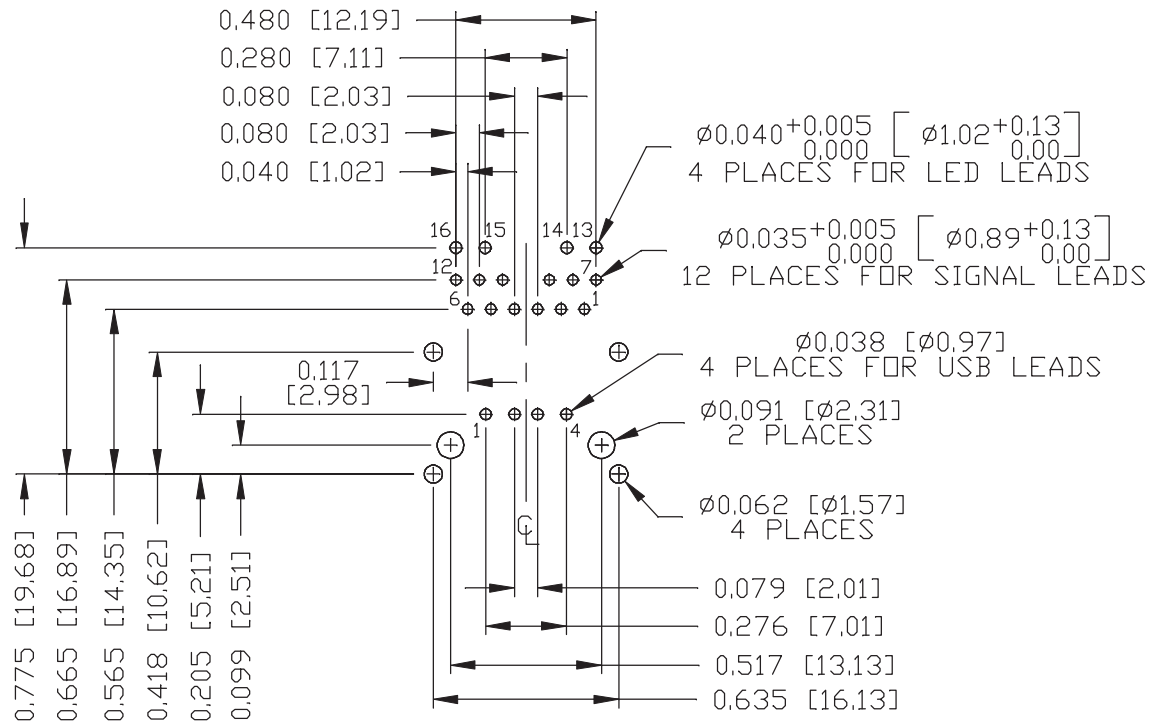 0.480 [12.19]
0.280 [7.11]
0.080 [2.03]
0.080 [2.03]
0.040 [1.02]
Ø0.040+0.005 0.000 [Ø1.02+0.13 0.00]
4 PLACES FOR LED LEADS
16 15 14 13
Ø0.035+0.005 0.000 [Ø0.89+0.13 0.00]
12 PLACES FOR SIGNAL LEADS
12 7
6 1
Ø0.038 [Ø0.97]
4 PLACES FOR USB LEADS
0.117
[2.98]
1 4
Ø0.091 [Ø2.31]
2 PLACES
Ø0.062 [Ø1.57]
4 PLACES
℄
0.775 [19.68]
0.665 [16.89]
0.565 [14.35]
0.418 [10.62]
0.205 [5.21]
0.099 [2.51]
0.079 [2.01]
0.276 [7.01]
0.517 [13.13]
0.635 [16.13]